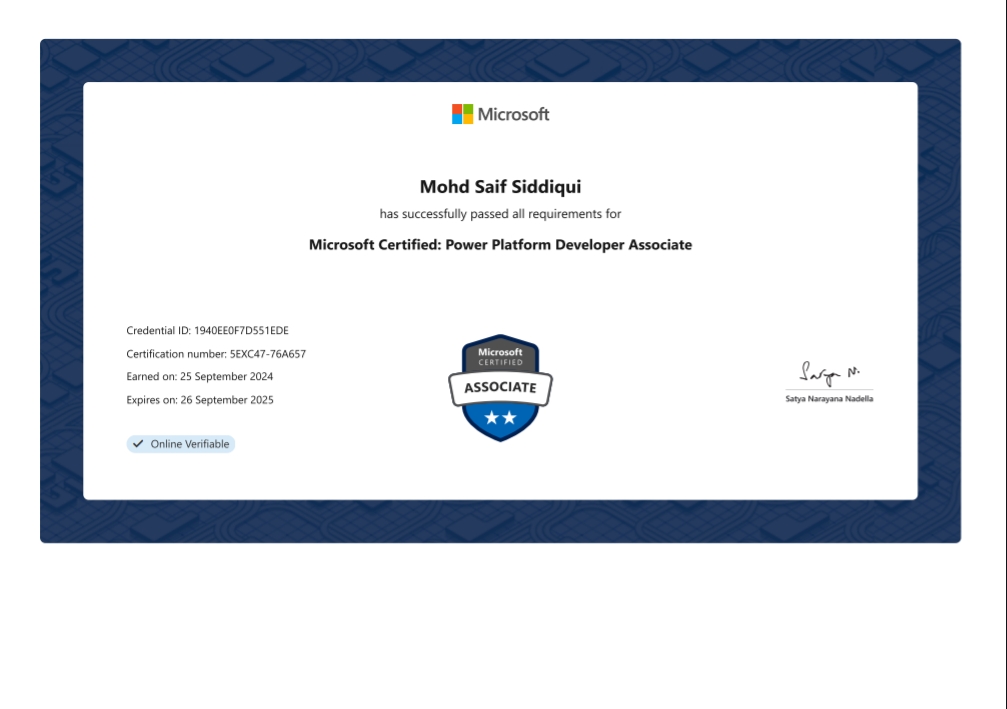 Microsoft
Mohd Saif Siddiqui
has successfully passed all requirements for
Microsoft Certified: Power Platform Developer Associate
Credential ID: 1940EE0F7D551EDE
Certification number: 5EXC47-76A657
Earned on: 25 September 2024
Expires on: 26 September 2025
Online Verifiable
Microsoft
CERTIFIED
ASSOCIATE
Satya N.
Satya Narayana Nadella